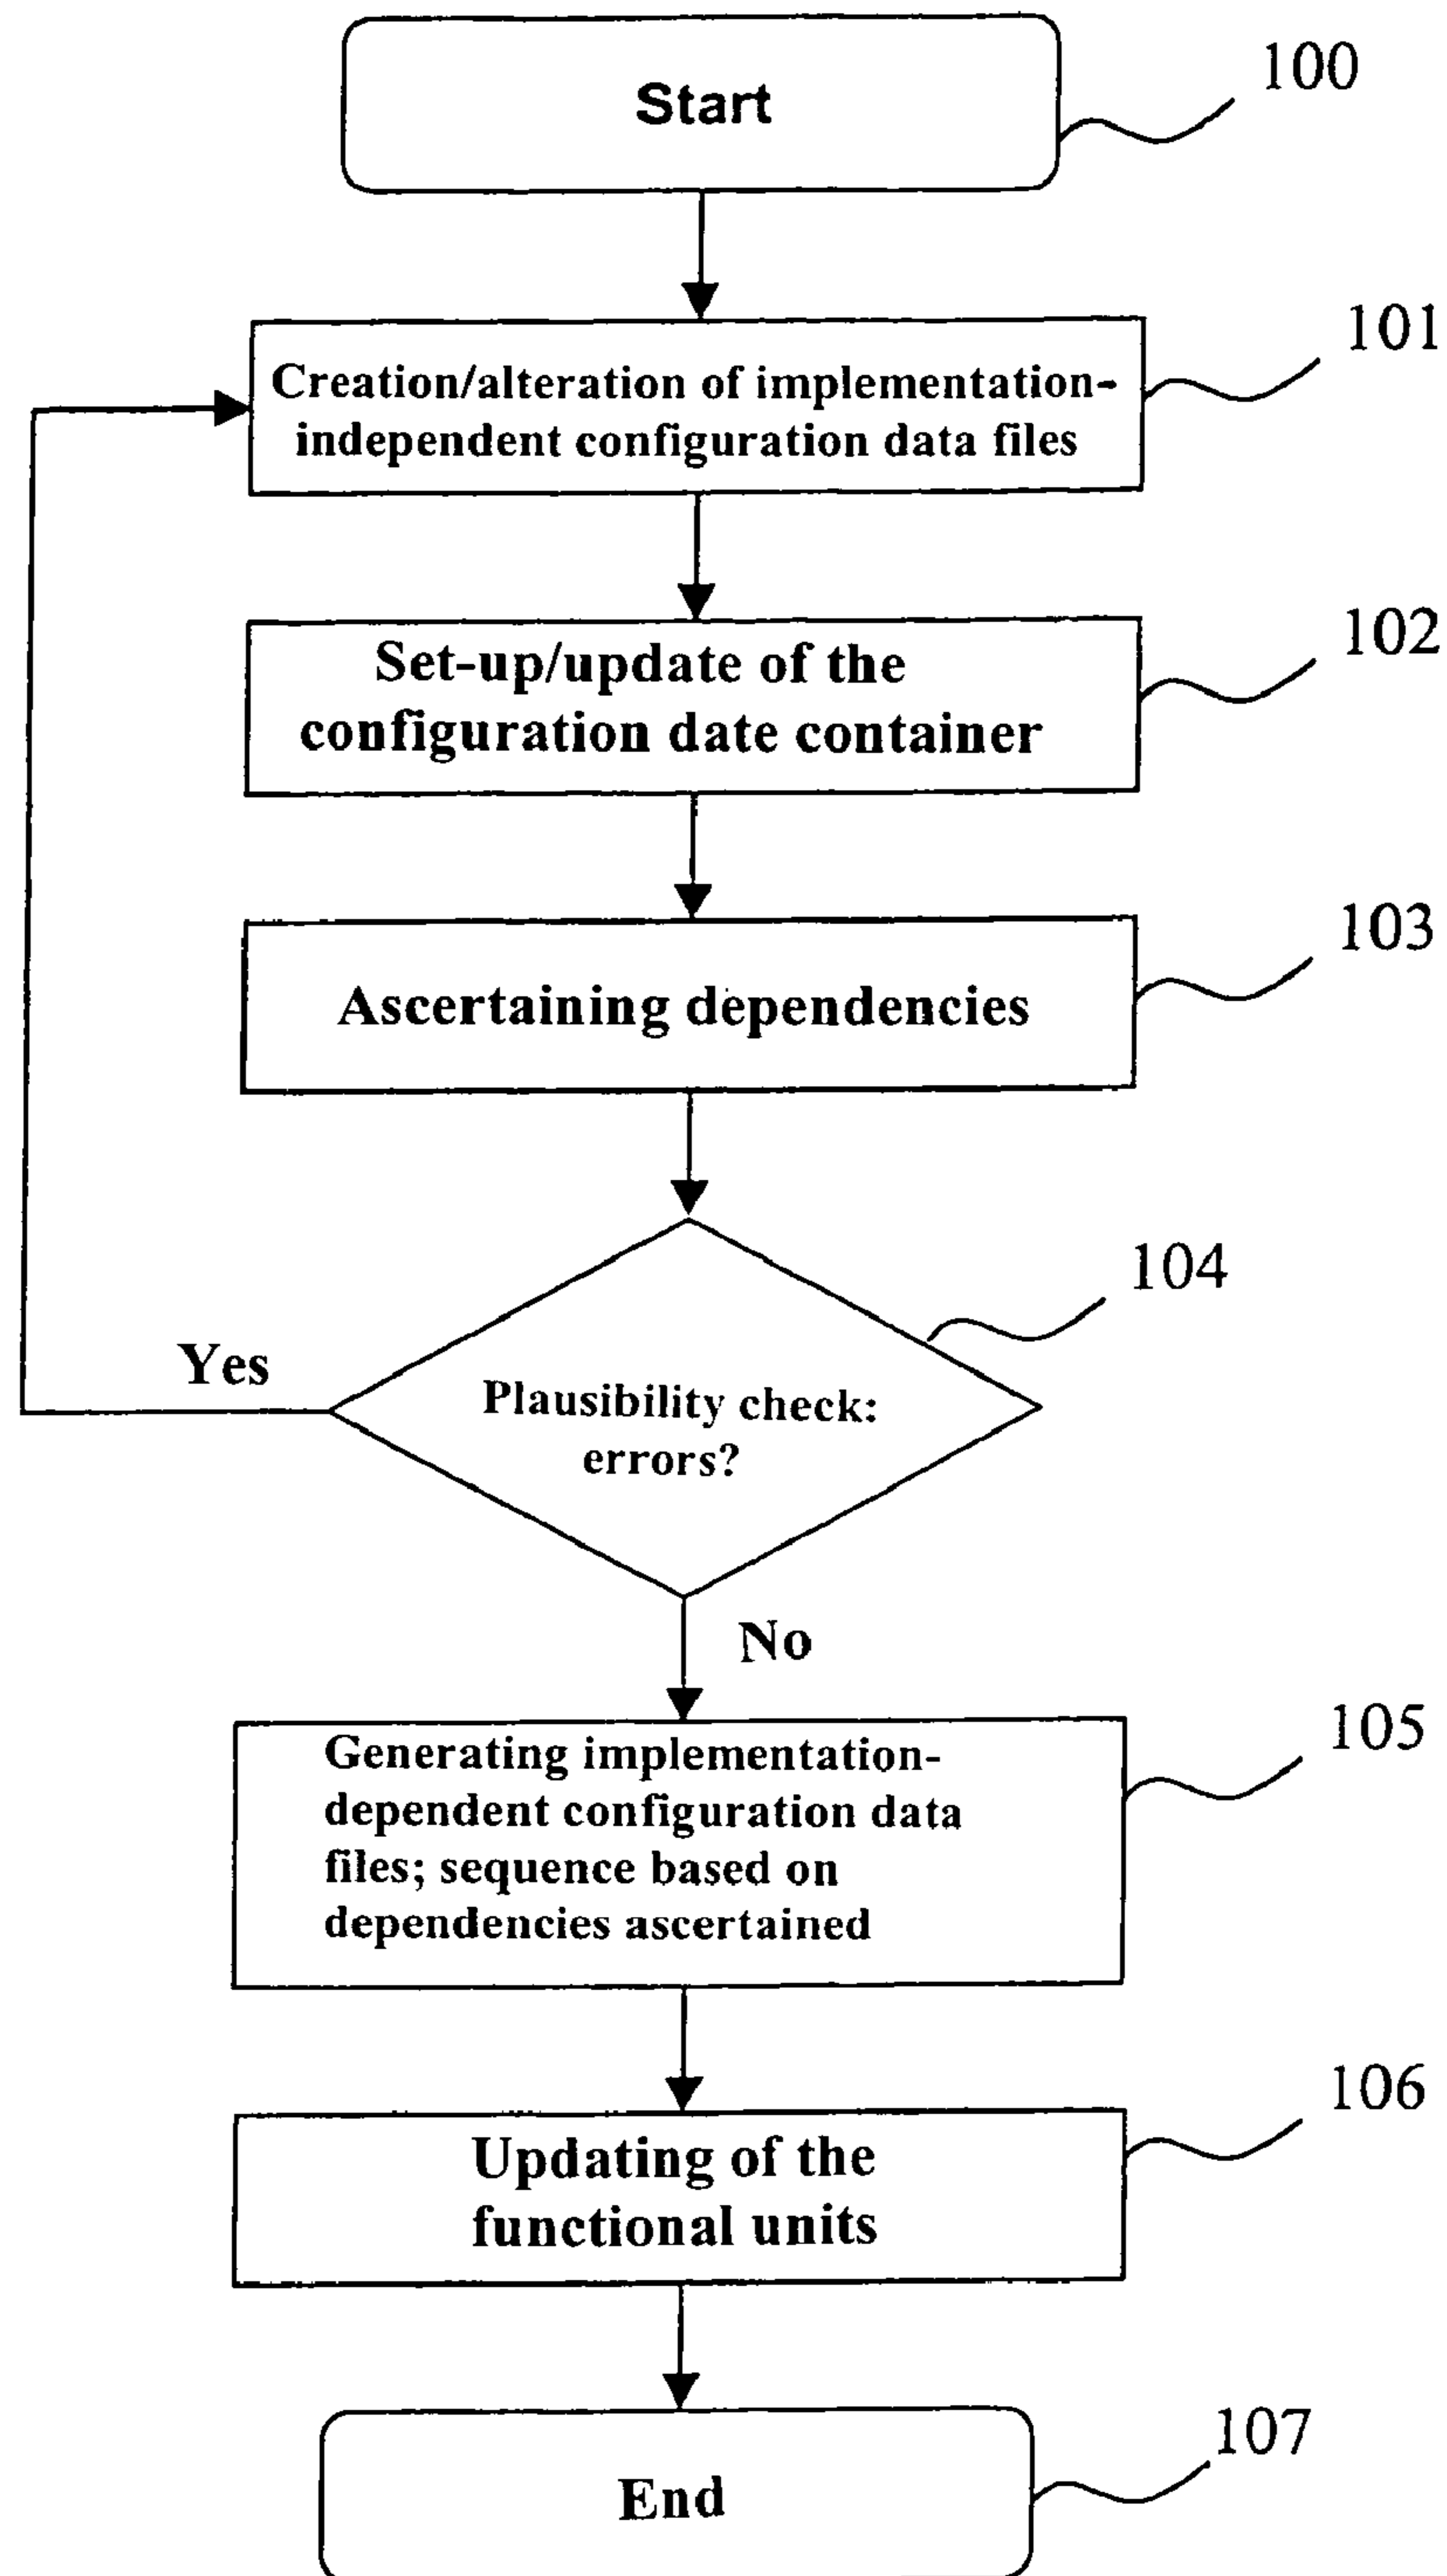 Start
100
Creation/alteration of implementation-
independent configuration data files
101
Set-up/update of the
configuration date container
102
Ascertaining dependencies
103
104
Yes
Plausibility check:
errors?
No
Generating implementation-
dependent configuration data
files; sequence based on
dependencies ascertained
105
Updating of the
functional units
106
End
107